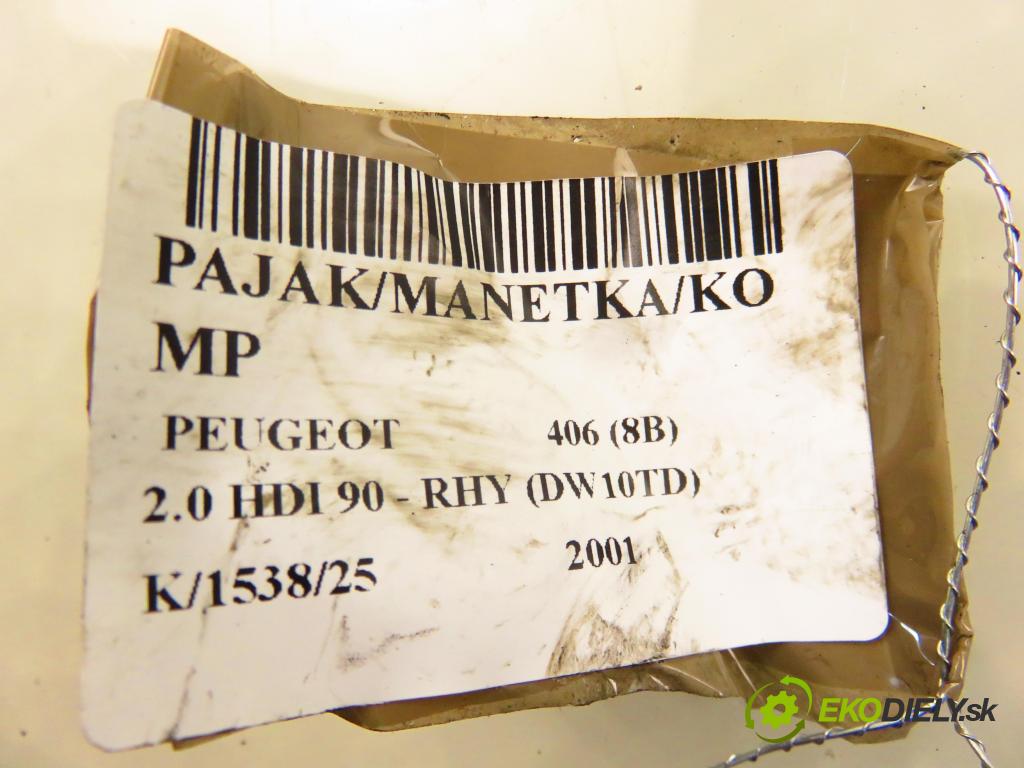 PAJAK/MANETKA/KO
MP
PEUGEOT 406 (8B)
2.0 HDI 90 - RHY (DW10TD)
K/1538/25 2001
EKODIELY.sk